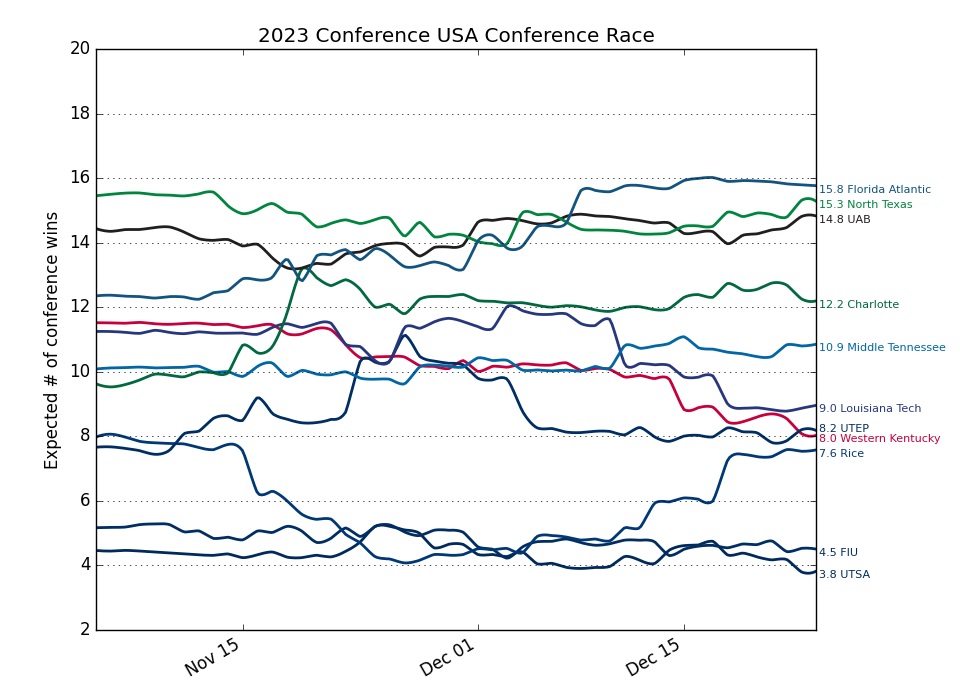 2023 Conference USA Conference Race
Expected # of conference wins
20
18
16
14
12
10
8
6
4
2
15.8 Florida Atlantic
15.3 North Texas
14.8 UAB
12.2 Charlotte
10.9 Middle Tennessee
9.0 Louisiana Tech
8.2 UTEP
8.0 Western Kentucky
7.6 Rice
4.5 FIU
3.8 UTSA
Nov 15
Dec 01
Dec 15